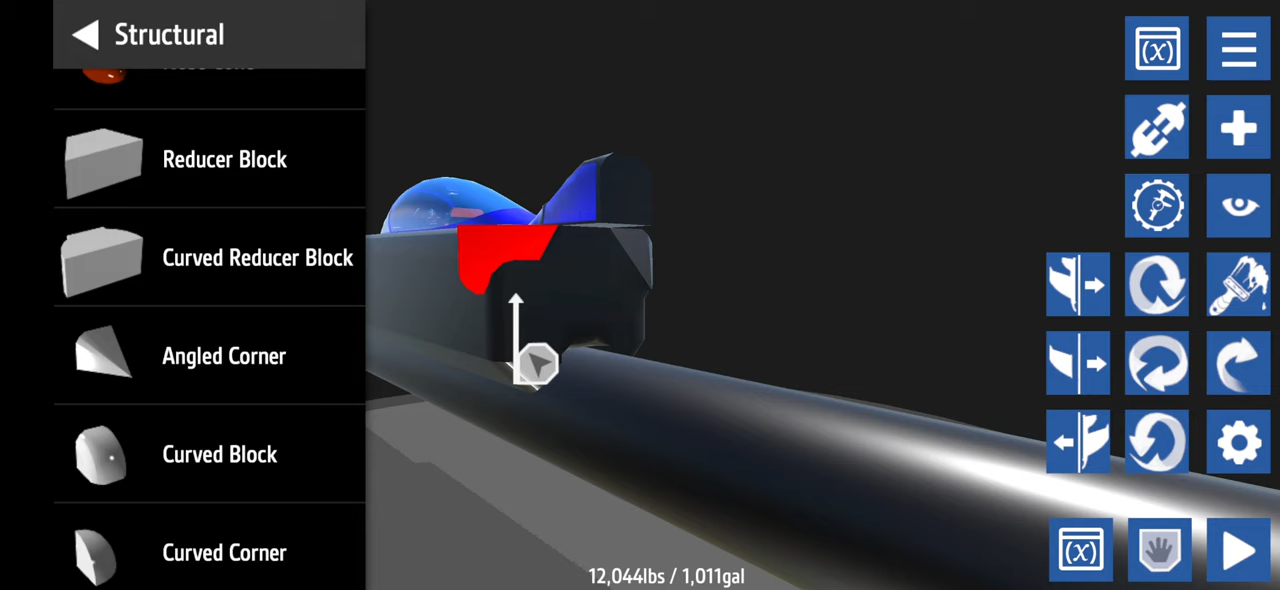 Structural
Reducer Block
Curved Reducer Block
Angled Corner
Curved Block
Curved Corner
(x)
(x)
12,044lbs / 1,011gal